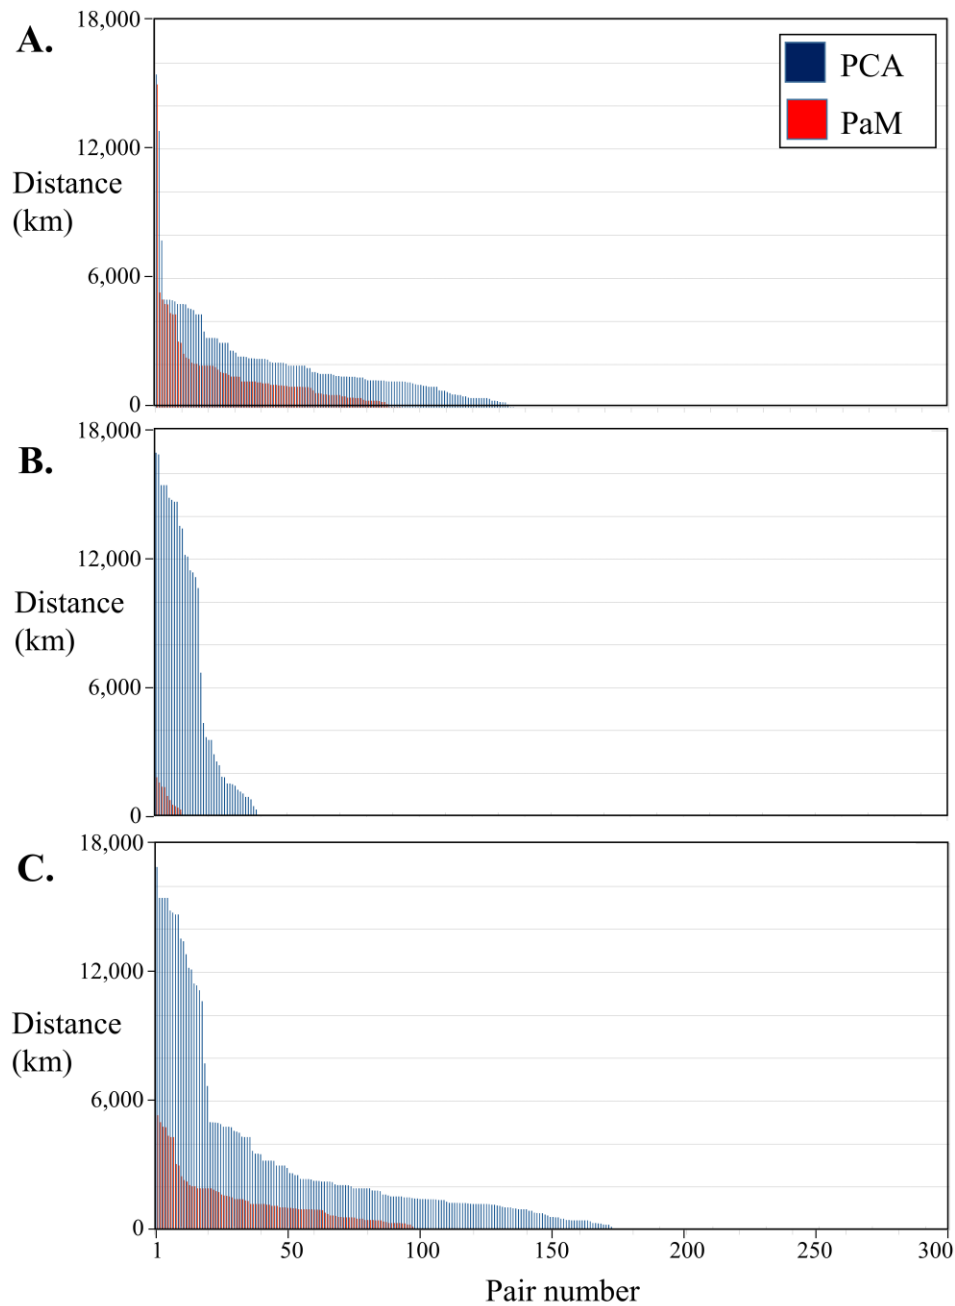 A.
18,000
12,000
Distance
(km)
6,000
0
PCA
PaM
B.
18,000
12,000
Distance
(km)
6,000
0
C.
18,000
12,000
Distance
(km)
6,000
0
1 50 100 150 200 250 300
Pair number